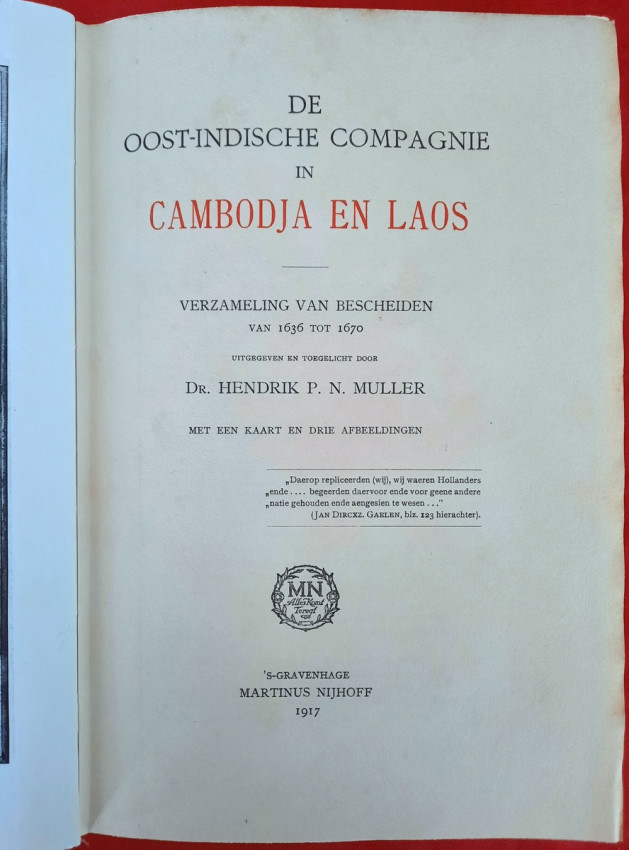 DE
OOST-INDISCHE COMPAGNIE
IN
CAMBODJA EN LAOS
VERZAMELING VAN BESCHEIDEN
VAN 1636 TOT 1670
UITGEGEVEN EN TOEGELICHT DOOR
DR. HENDRIK P. N. MULLER
MET EEN KAART EN DRIE AFBEELDINGEN
„Daerop repliceerden (wij), wij waeren Hollanders
„ende .... begeerden daervoor ende voor geene andere
„natie gehouden ende aengesien te wesen ..."
(JAN DIRCXZ. GAELEN, blz. 123 hierachter).
MN
Alles Komt
Teregt
'S-GRAVENHAGE
MARTINUS NIJHOFF
1917